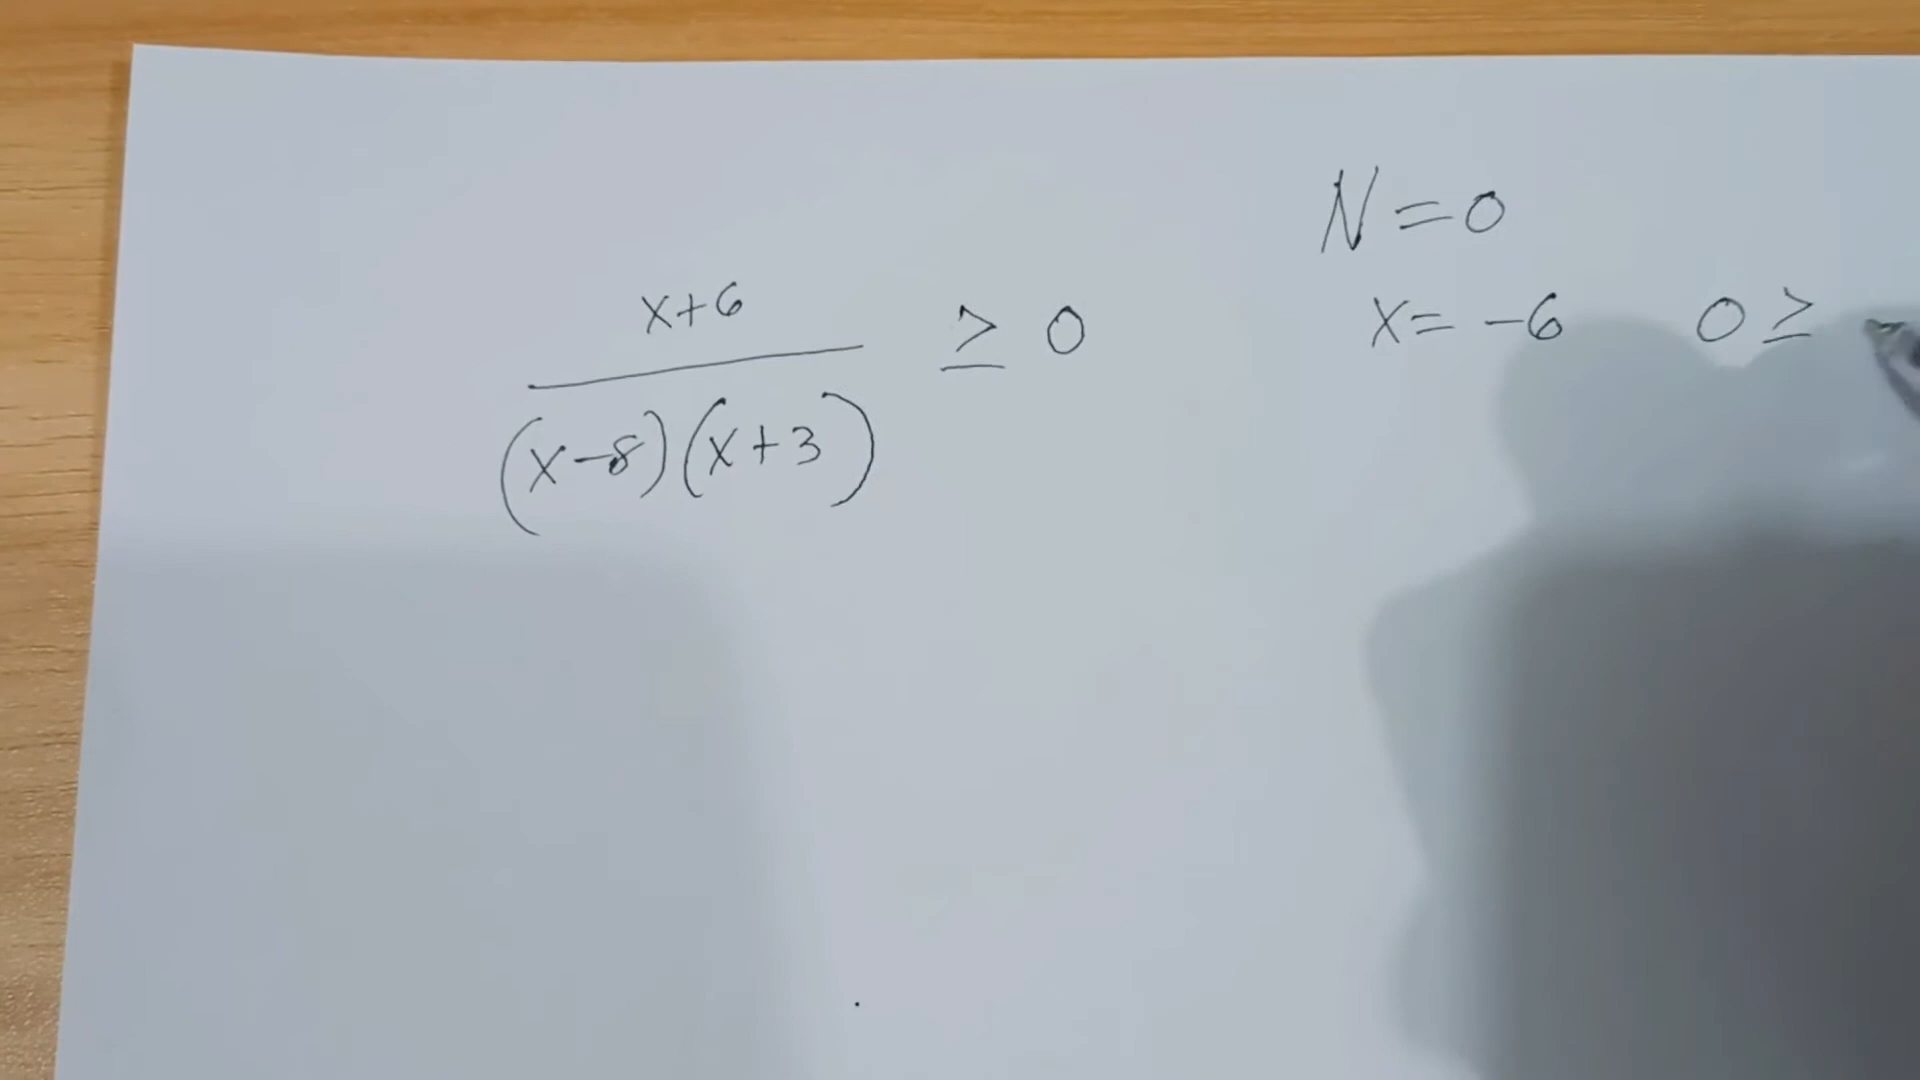 x+6
≥ 0
(x-8)(x+3)
N=0
x= -6 0 ≥